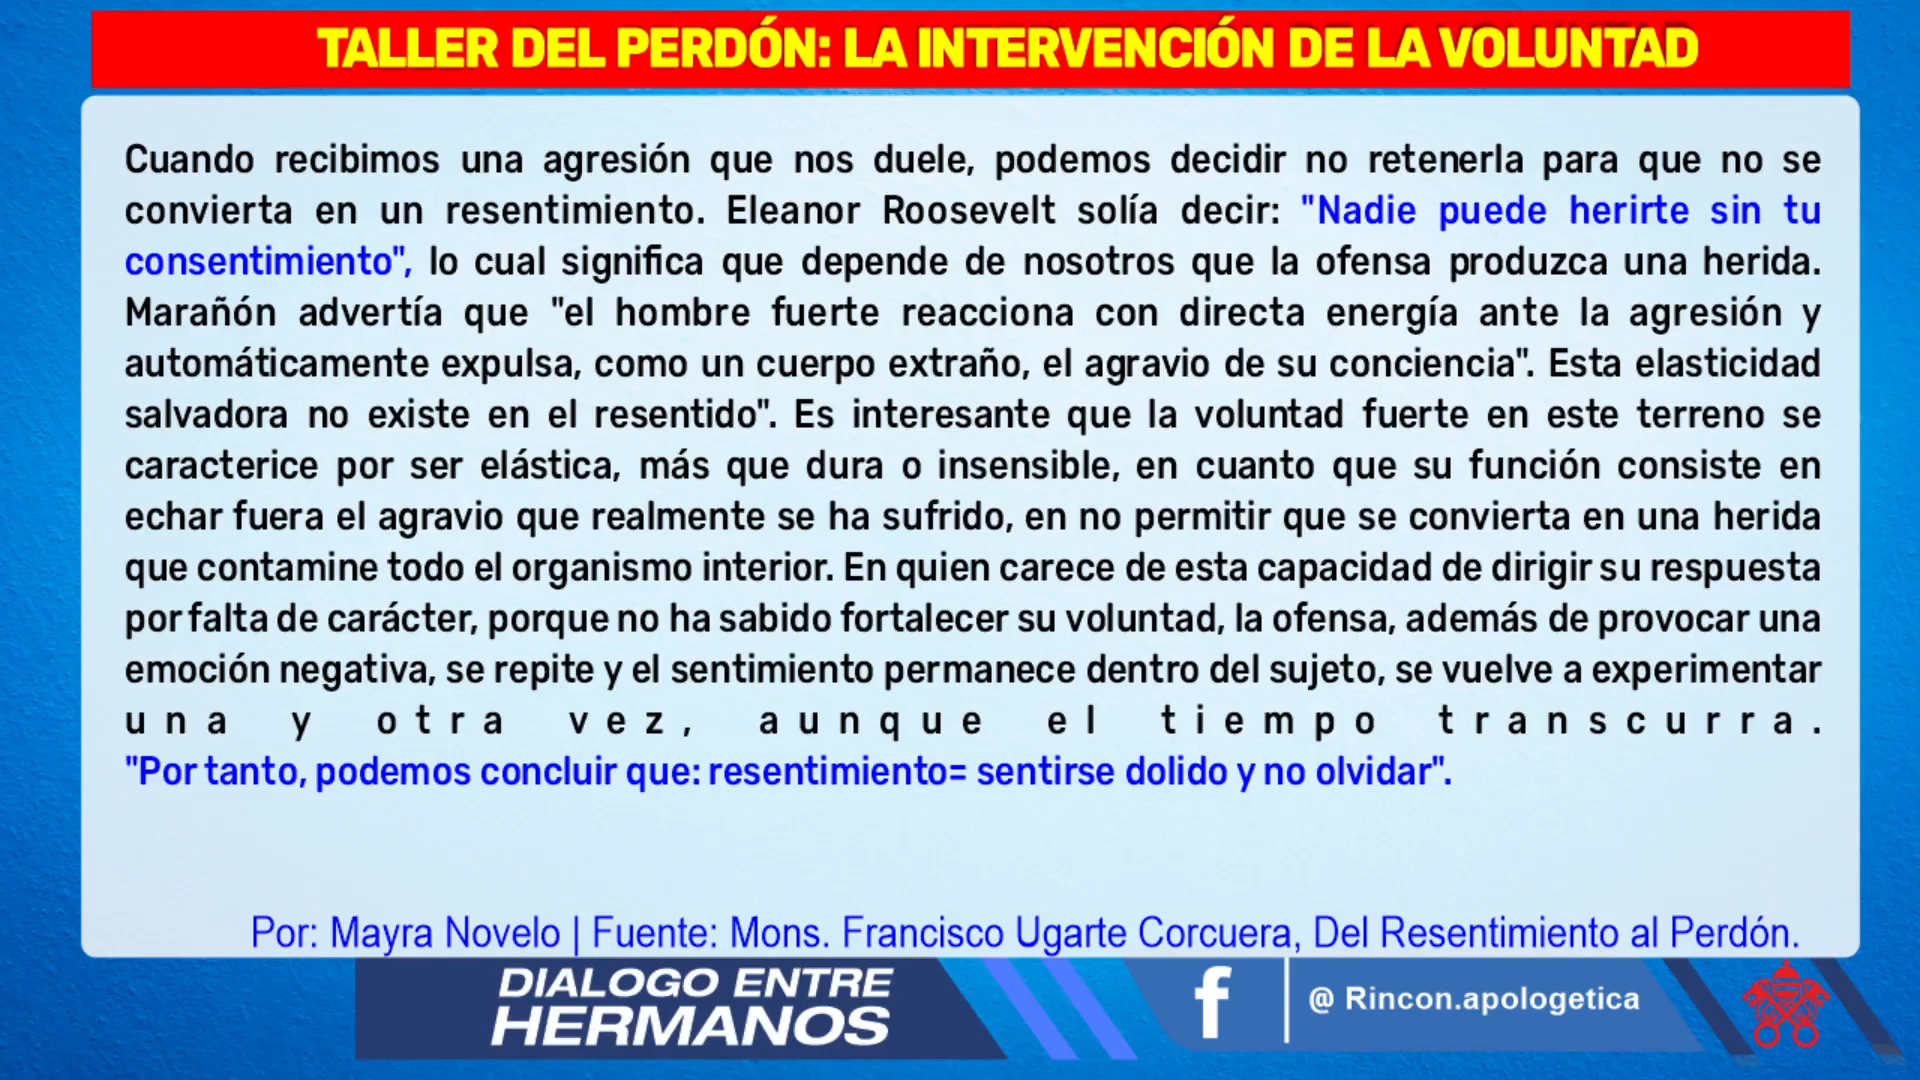 TALLER DEL PERDÓN: LA INTERVENCIÓN DE LA VOLUNTAD
Cuando recibimos una agresión que nos duele, podemos decidir no retenerla para que no se
convierta en un resentimiento. Eleanor Roosevelt solía decir: "Nadie puede herirte sin tu
consentimiento", lo cual significa que depende de nosotros que la ofensa produzca una herida.
Marañón advertía que "el hombre fuerte reacciona con directa energía ante la agresión y
automáticamente expulsa, como un cuerpo extraño, el agravio de su conciencia". Esta elasticidad
salvadora no existe en el resentido". Es interesante que la voluntad fuerte en este terreno se
caracterice por ser elástica, más que dura o insensible, en cuanto que su función consiste en
echar fuera el agravio que realmente se ha sufrido, en no permitir que se convierta en una herida
que contamine todo el organismo interior. En quien carece de esta capacidad de dirigir su respuesta
por falta de carácter, porque no ha sabido fortalecer su voluntad, la ofensa, además de provocar una
emoción negativa, se repite y el sentimiento permanece dentro del sujeto, se vuelve a experimentar
una y otra vez, aunque el tiempo transcurra.
"Por tanto, podemos concluir que: resentimiento= sentirse dolido y no olvidar".
Por: Mayra Novelo | Fuente: Mons. Francisco Ugarte Corcuera, Del Resentimiento al Perdón.
DIALOGO ENTRE
HERMANOS
f
@ Rincon.apologetica